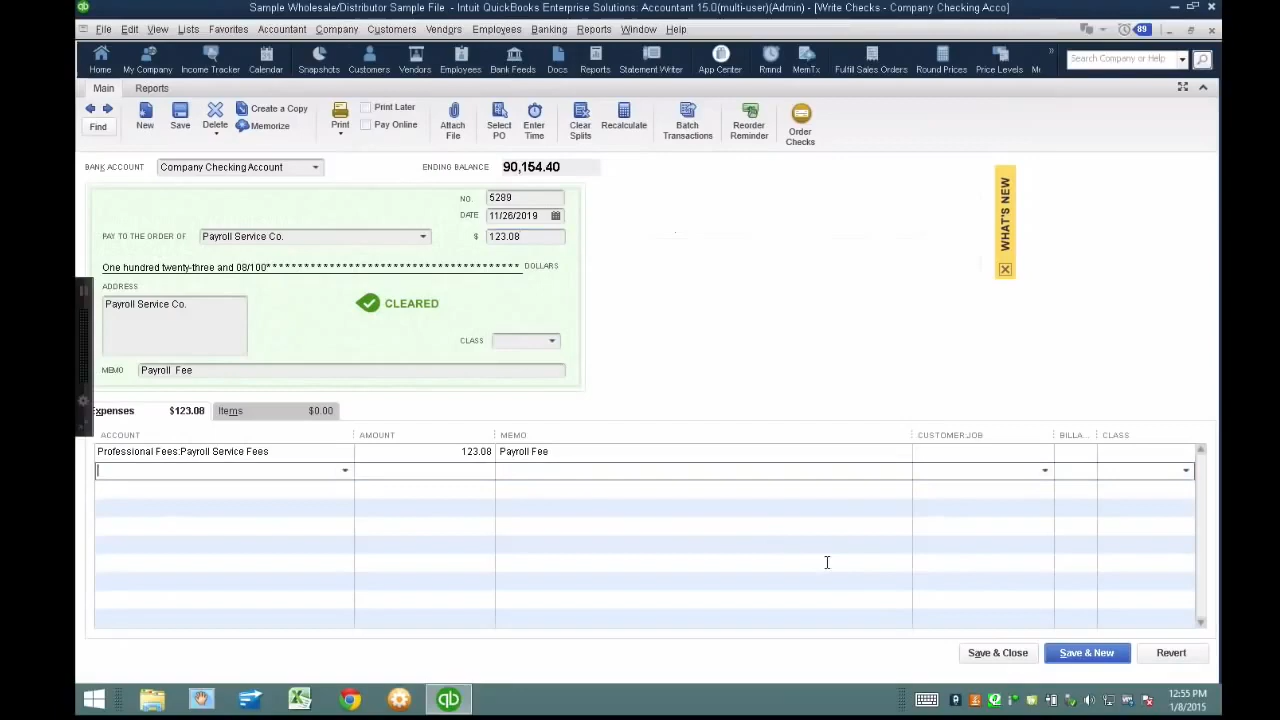 Sample Wholesale/Distributor Sample File - Intuit QuickBooks Enterprise Solutions: Accountant 15.0(multi-user)(Admin) - [Write Checks - Company Checking Acco]
File Edit View Lists Favorites Accountant Company Customers Vendors Employees Banking Reports Window Help 89
Home My Company Income Tracker Calendar Snapshots Customers Vendors Employees Bank Feeds Docs Reports Statement Writer App Center Rmnd MemTx Fulfill Sales Orders Round Prices Price Levels Search Company or Help
Main Reports
Find New Save Delete Create a Copy Memorize Print Print Later Pay Online Attach File Select PO Enter Time Clear Splits Recalculate Batch Transactions Reorder Reminder Order Checks
BANK ACCOUNT Company Checking Account ENDING BALANCE 90,154.40
WHAT'S NEW
NO. 5289
DATE 11/26/2019
PAY TO THE ORDER OF Payroll Service Co. $ 123.08
One hundred twenty-three and 08/100* * * * * * * * * * * * * * * * * * * * * * * * * * * * * * * * * * * * * * * * DOLLARS
ADDRESS
Payroll Service Co.
CLEARED
CLASS
MEMO Payroll Fee
xpenses $123.08 Items $0.00
ACCOUNT AMOUNT MEMO CUSTOMER:JOB BILLA... CLASS
Professional Fees:Payroll Service Fees 123.08 Payroll Fee
Save & Close Save & New Revert
12:55 PM
1/8/2015